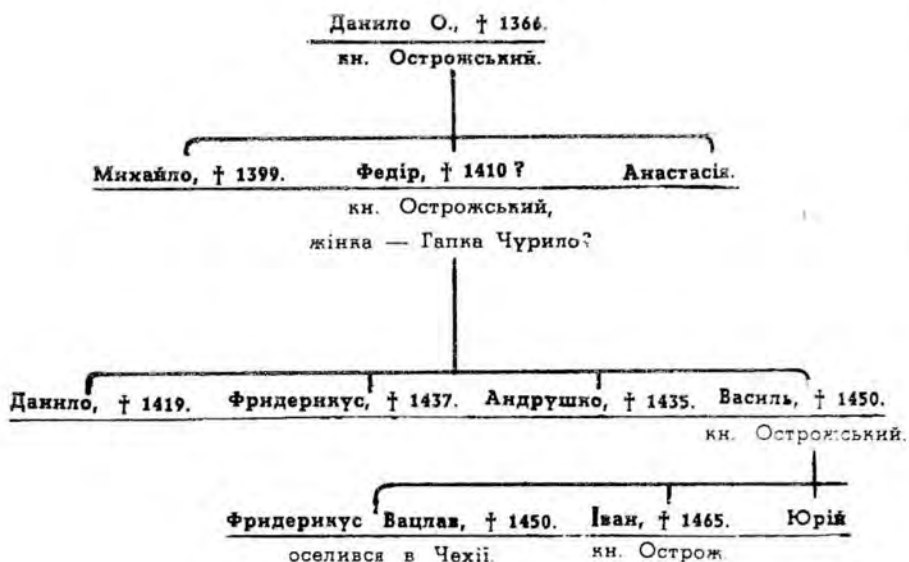 Данило О., † 1366.
кн. Острожський.
Михайло, † 1399. Федір, † 1410 ? Анастасія.
кн. Острожський,
жінка — Гапка Чурило?
Данило, † 1419. Фридерикус, † 1437. Андрушко, † 1435. Василь, † 1450.
кн. Острожський.
Фридерикус Вацлав, † 1450. Іван, † 1465. Юрій
оселився в Чехії. кн. Острож